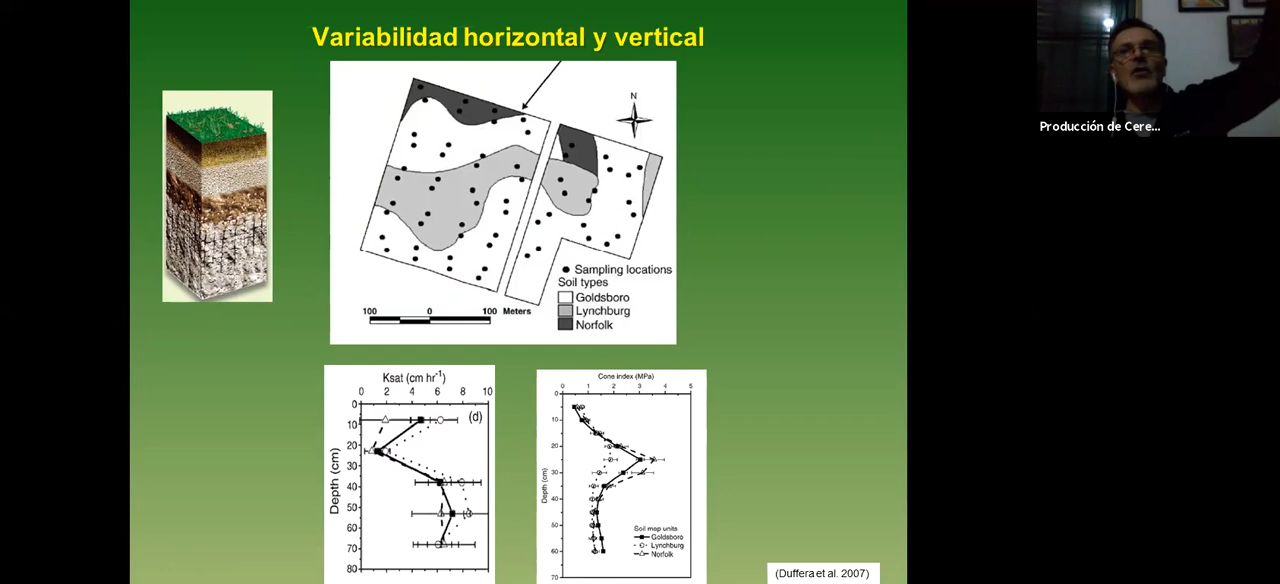 Variabilidad horizontal y vertical
Producción de Cere...
N
Sampling locations
Soil types
Goldsboro
Lynchburg
Norfolk
100 0 100 Meters
Ksat (cm hr-1)
0 2 4 6 8 10
(d)
0
10
20
30
40
50
60
70
80
Depth (cm)
Cone index (MPa)
0 1 2 3 4 5
0
10
20
30
40
50
60
70
Depth (cm)
Soil map units
Goldsboro
Lynchburg
Norfolk
(Duffera et al. 2007)